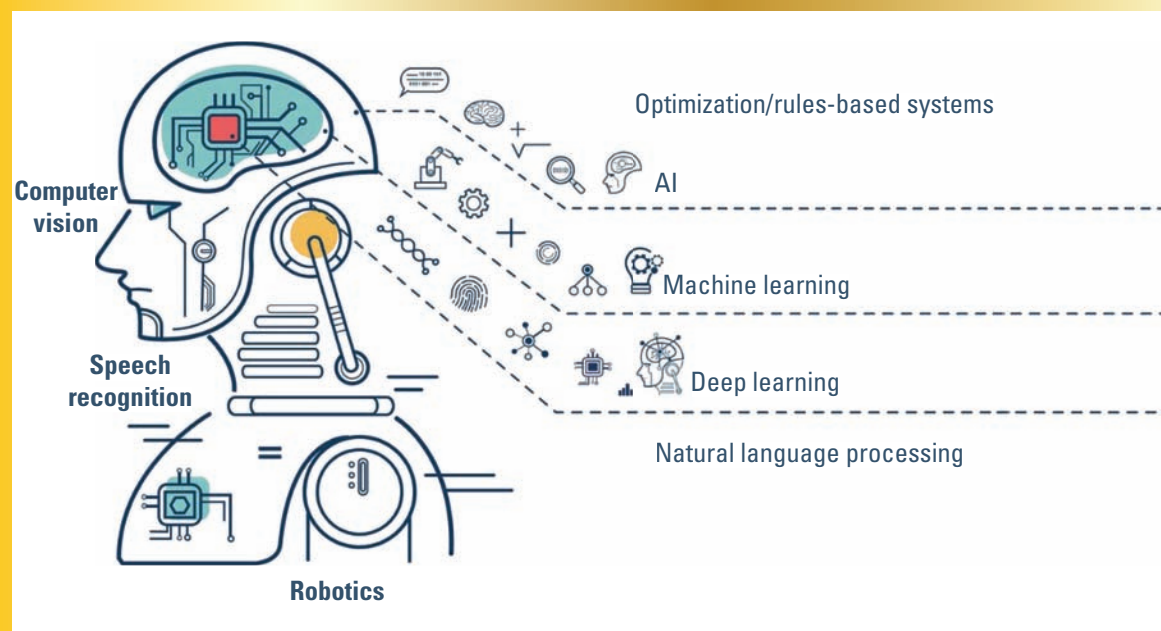 Optimization/rules-based systems
AI
Computer
vision
Machine learning
Speech
recognition
Deep learning
Natural language processing
Robotics